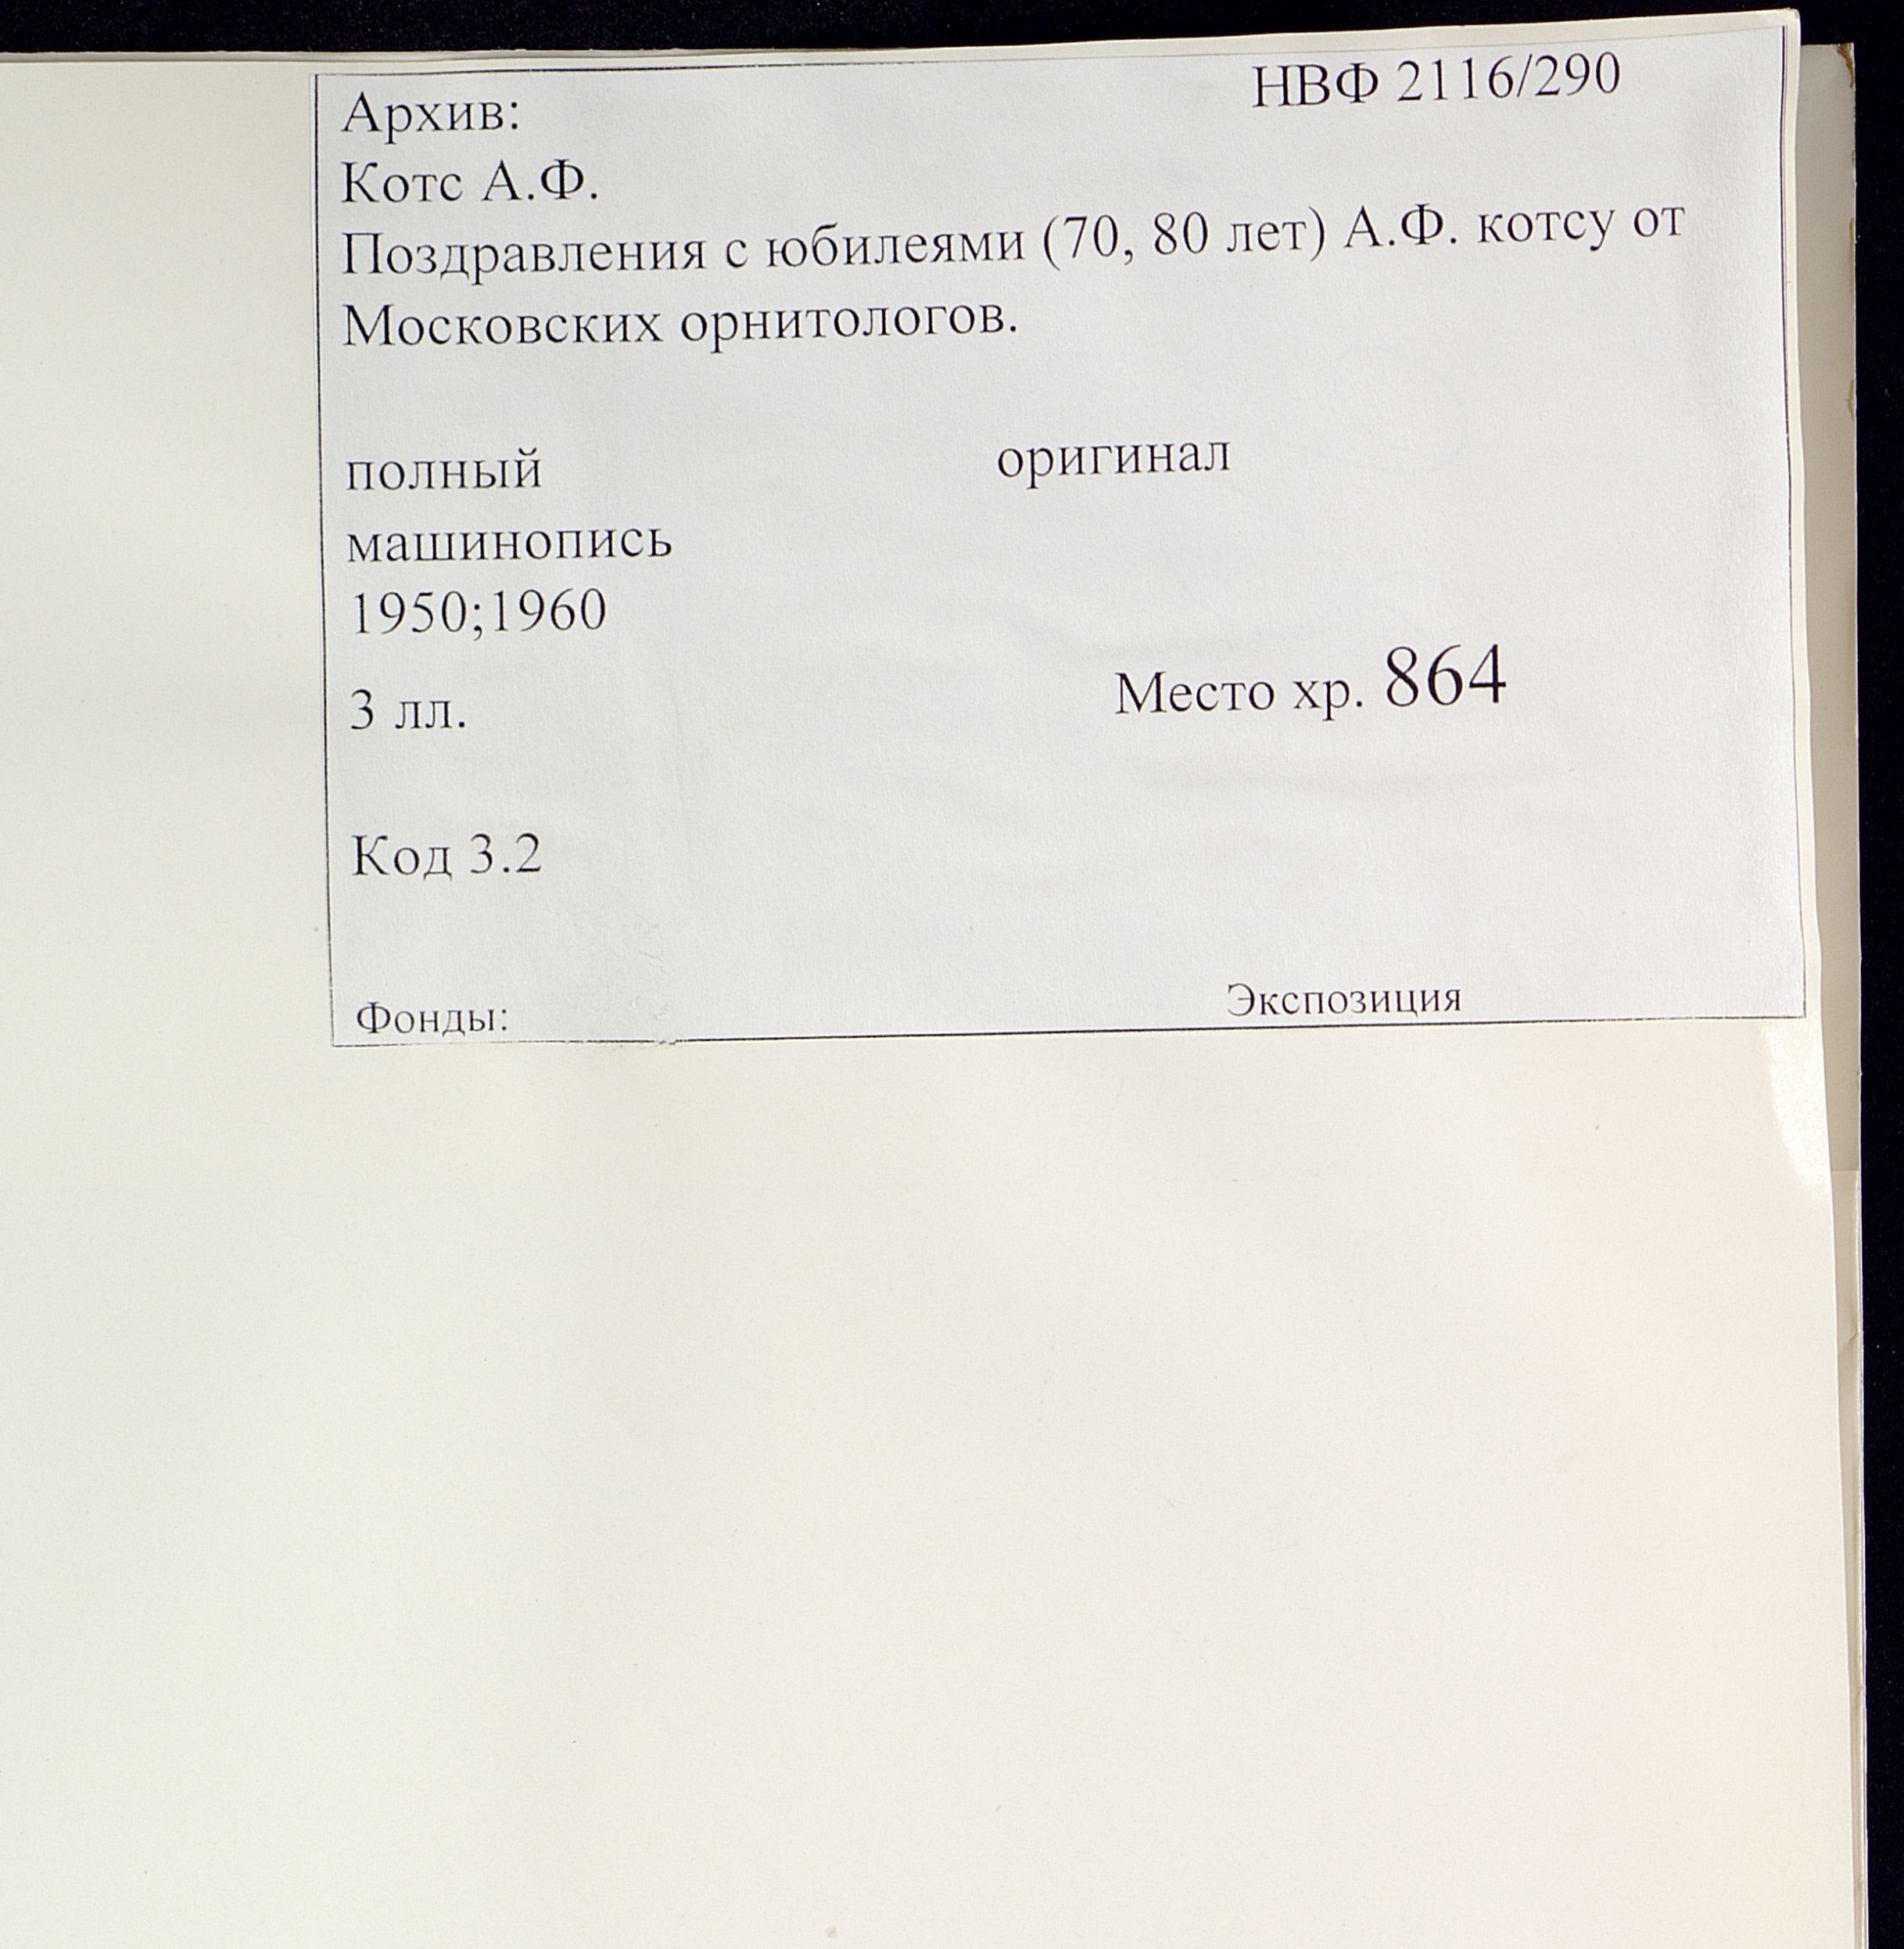 Архив: НВФ 2116/290
Котс А.Ф.
Поздравления с юбилеями (70, 80 лет) А.Ф. котсу от
Московских орнитологов.
полный оригинал
машинопись
1950;1960
3 лл. Место хр. 864
Код 3.2
Фонды: Экспозиция